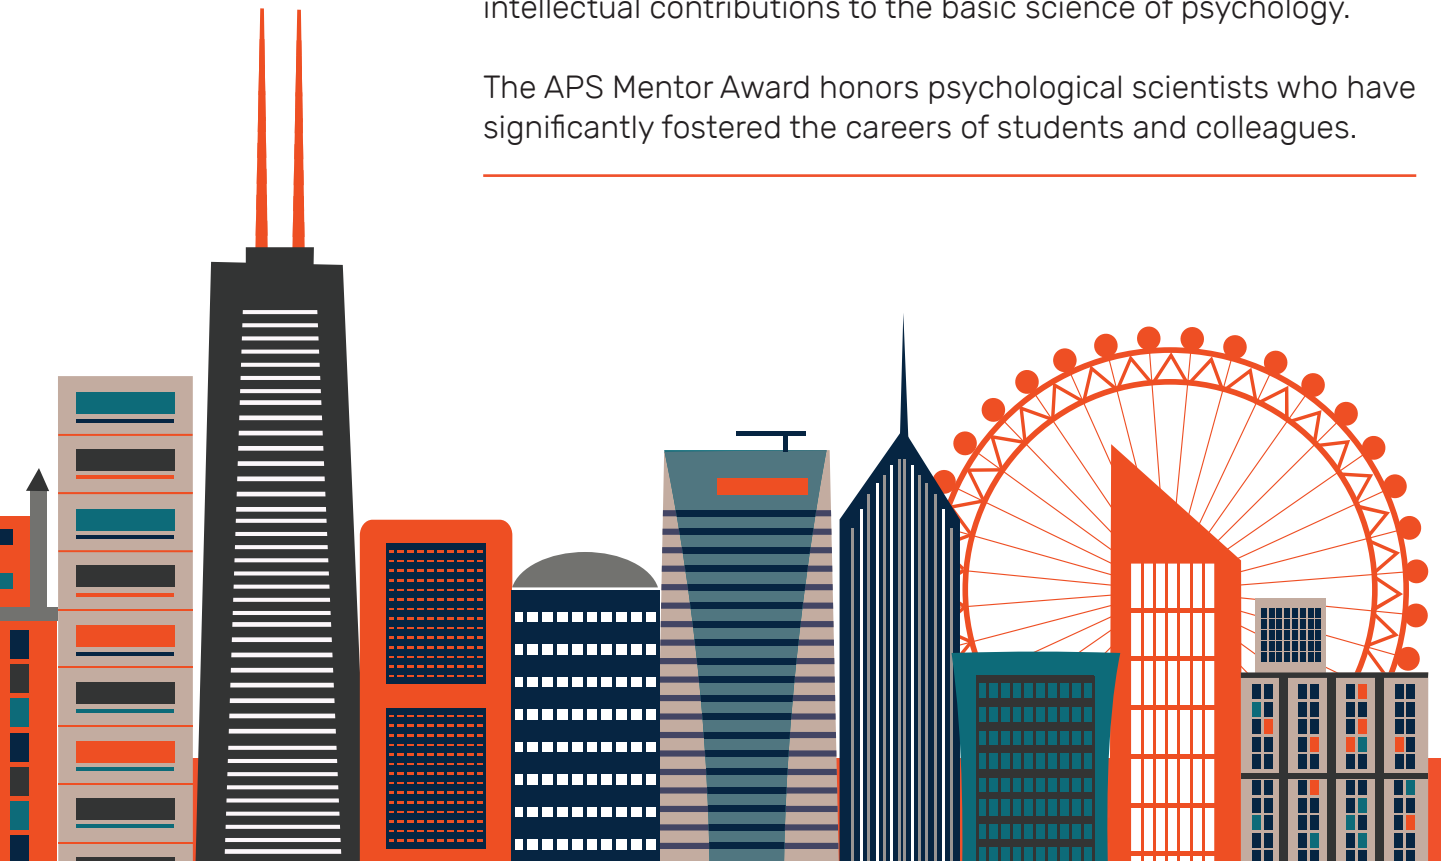 intellectual contributions to the basic science of psychology.
The APS Mentor Award honors psychological scientists who have
significantly fostered the careers of students and colleagues.